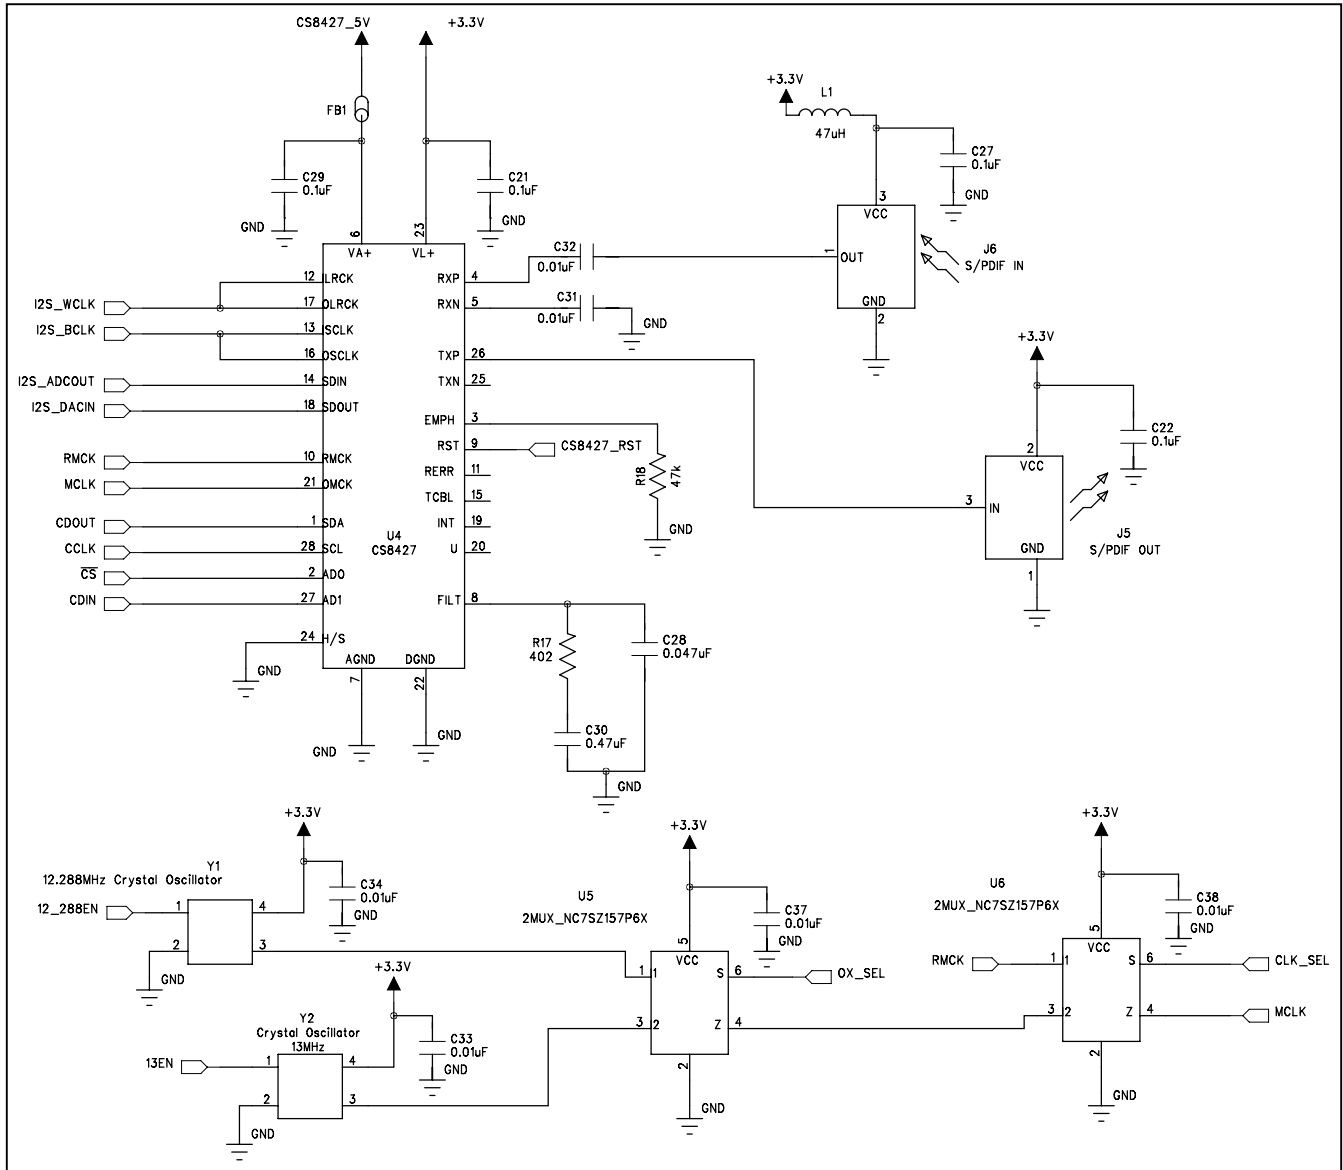 CS8427_5V
+3.3V
FB1
C29
0.1uF
GND
C21
0.1uF
GND
6
23
VA+
VL+
+3.3V
L1
47uH
C27
0.1uF
GND
3
VCC
1
OUT
J6
S/PDIF IN
GND
2
C32
0.01uF
C31
0.01uF
GND
12 ILRCK
I2S_WCLK
17 OLRCK
I2S_BCLK
13 ISCLK
16 OSCLK
I2S_ADCOUT
14 SDIN
I2S_DACIN
18 SDOUT
RMCK
10 RMCK
MCLK
21 OMCK
CDOUT
1 SDA
CCLK
28 SCL
CS
2 AD0
CDIN
27 AD1
24 H/S
GND
RXP 4
RXN 5
TXP 26
TXN 25
EMPH 3
RST 9
CS8427_RST
RERR 11
TCBL 15
INT 19
U 20
FILT 8
U4
CS8427
R18
47k
GND
AGND
DGND
7
22
GND
GND
R17
402
C28
0.047uF
C30
0.47uF
GND
+3.3V
C22
0.1uF
GND
2
VCC
3
IN
GND
1
J5
S/PDIF OUT
+3.3V
Y1
12.288MHz Crystal Oscillator
12_288EN
1
4
2
3
C34
0.01uF
GND
GND
+3.3V
Y2
Crystal Oscillator
13MHz
13EN
1
4
2
3
C33
0.01uF
GND
GND
+3.3V
U5
2MUX_NC7SZ157P6X
C37
0.01uF
GND
5
VCC
1 1
S 6
OX_SEL
3 2
Z 4
2
GND
+3.3V
U6
2MUX_NC7SZ157P6X
C38
0.01uF
GND
5
VCC
RMCK
1 1
S 6
CLK_SEL
3 2
Z 4
MCLK
2
GND